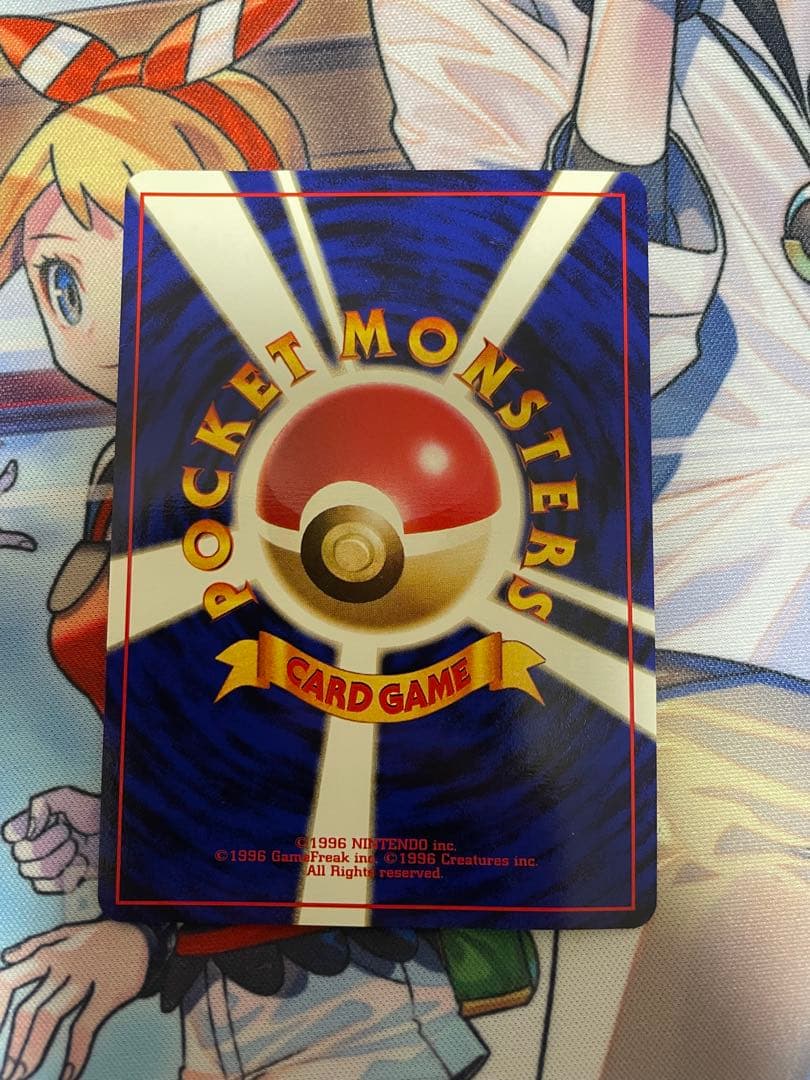 POCKET MONSTERS
CARD GAME
©1996 NINTENDO inc.
©1996 GameFreak inc. ©1996 Creatures inc.
All Rights reserved.